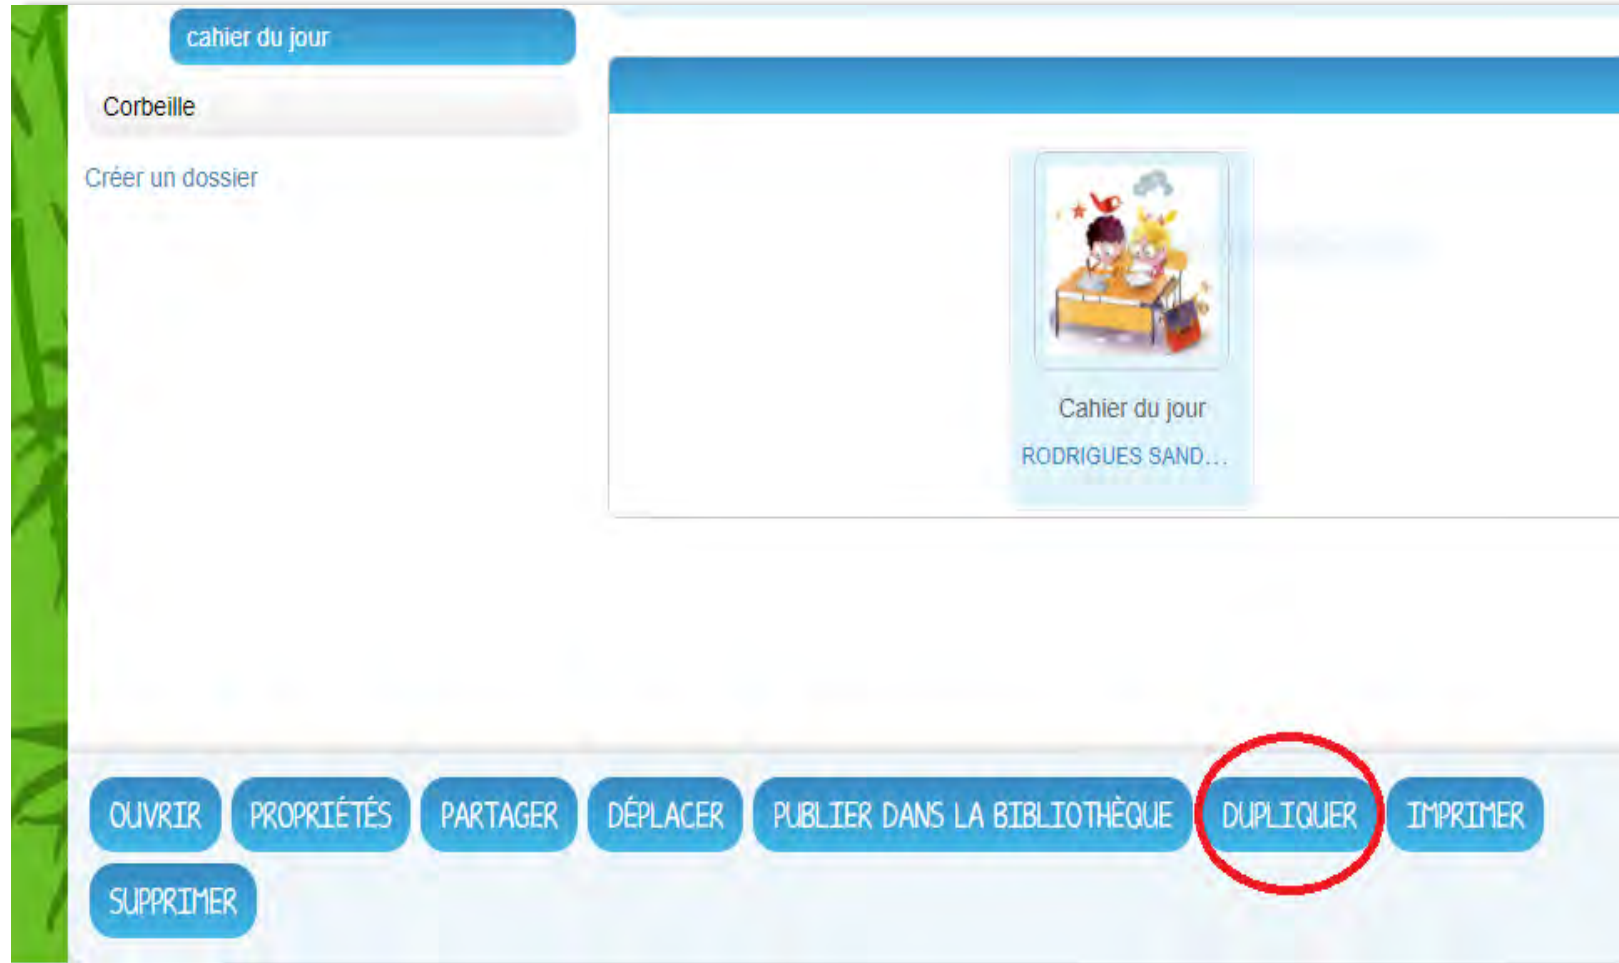 cahier du jour
Corbeille
Créer un dossier
Cahier du jour
RODRIGUES SAND...
OUVRIR PROPRIÉTÉS PARTAGER DÉPLACER PUBLIER DANS LA BIBLIOTHÈQUE DUPLIQUER IMPRIMER
SUPPRIMER